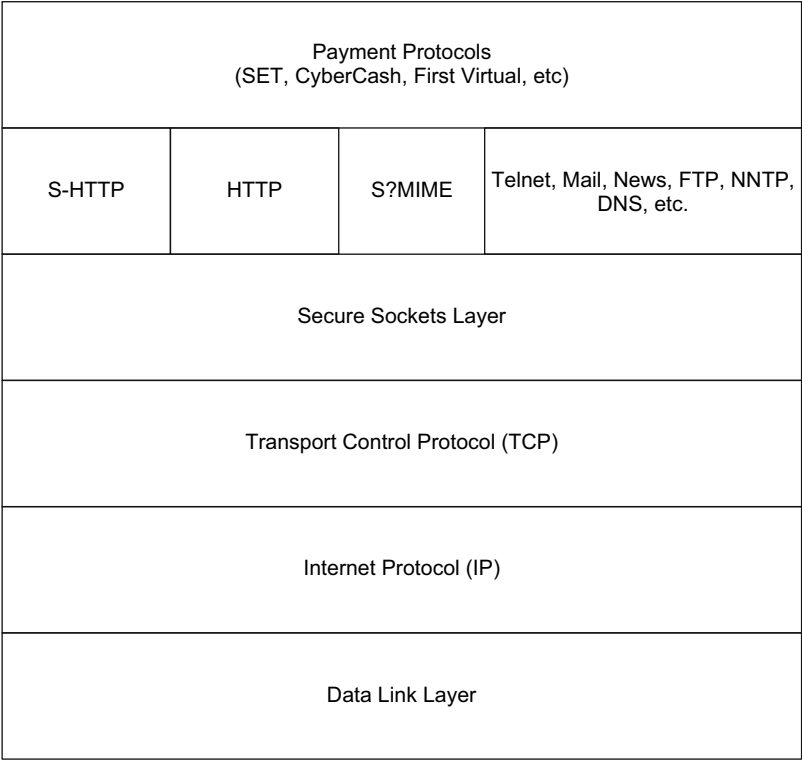 Payment Protocols
(SET, CyberCash, First Virtual, etc)
S-HTTP
HTTP
S?MIME
Telnet, Mail, News, FTP, NNTP,
DNS, etc.
Secure Sockets Layer
Transport Control Protocol (TCP)
Internet Protocol (IP)
Data Link Layer